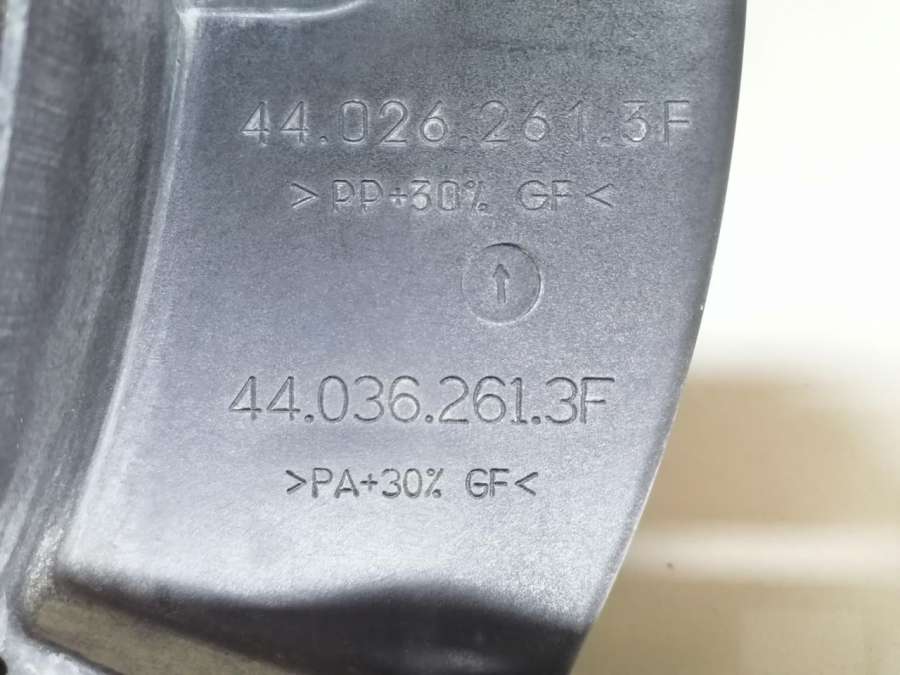 44.026.261.3F
>PP+30% GF<
↑
44.036.261.3F
>PA+30% GF<